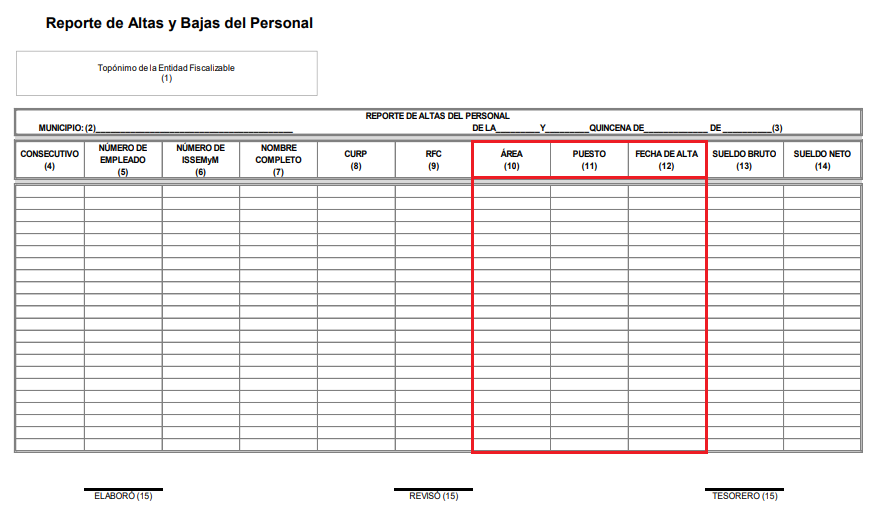 Reporte de Altas y Bajas del Personal
Topónimo de la Entidad Fiscalizable
(1)
REPORTE DE ALTAS DEL PERSONAL
MUNICIPIO: (2)________________________________________ DE LA_________Y_________QUINCENA DE_____________ DE __________(3)
CONSECUTIVO (4)
NÚMERO DE EMPLEADO (5)
NÚMERO DE ISSEMyM (6)
NOMBRE COMPLETO (7)
CURP (8)
RFC (9)
ÁREA (10)
PUESTO (11)
FECHA DE ALTA (12)
SUELDO BRUTO (13)
SUELDO NETO (14)
ELABORÓ (15) REVISÓ (15) TESORERO (15)